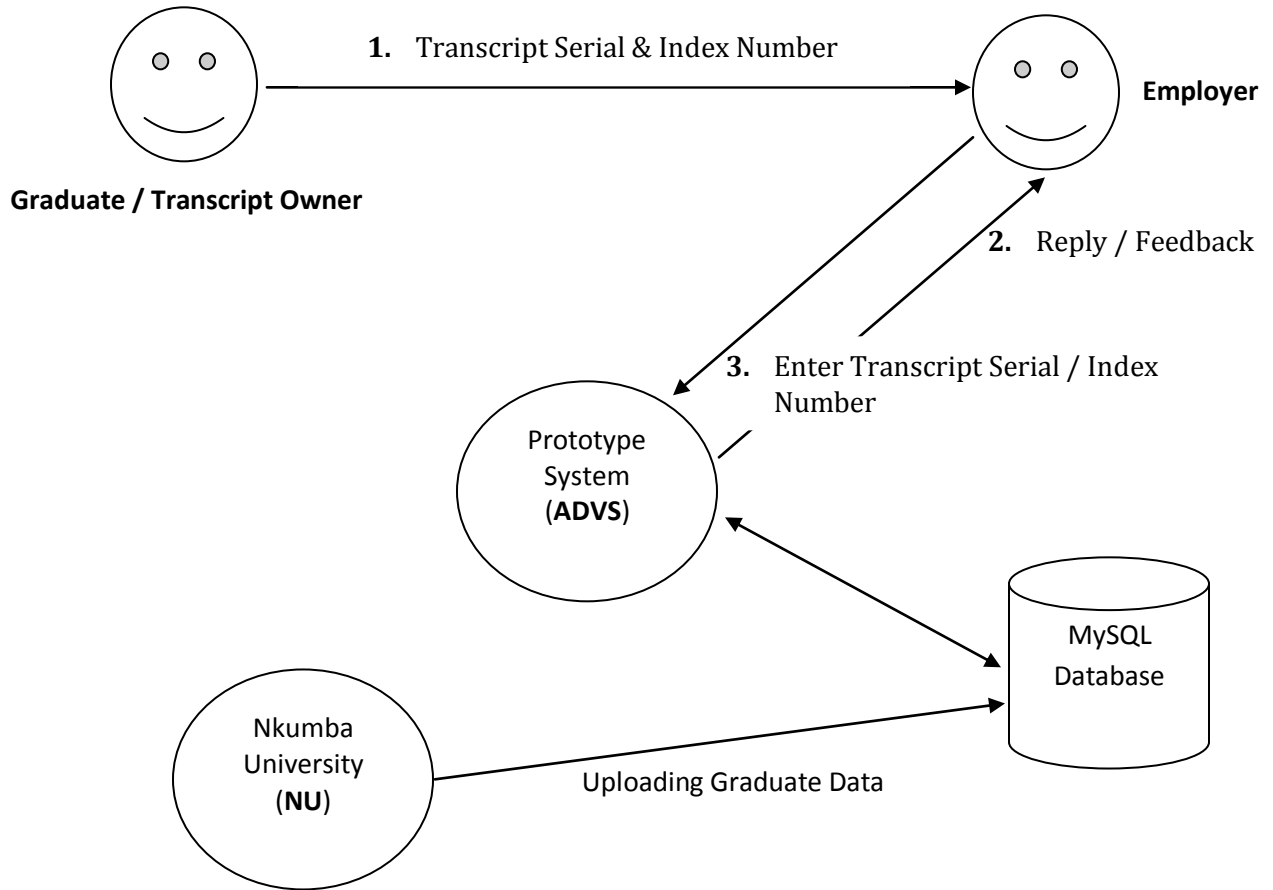 1. Transcript Serial & Index Number
Employer
Graduate / Transcript Owner
2. Reply / Feedback
3. Enter Transcript Serial / Index
Number
Prototype
System
(ADVS)
MySQL
Database
Nkumba
University
(NU)
Uploading Graduate Data